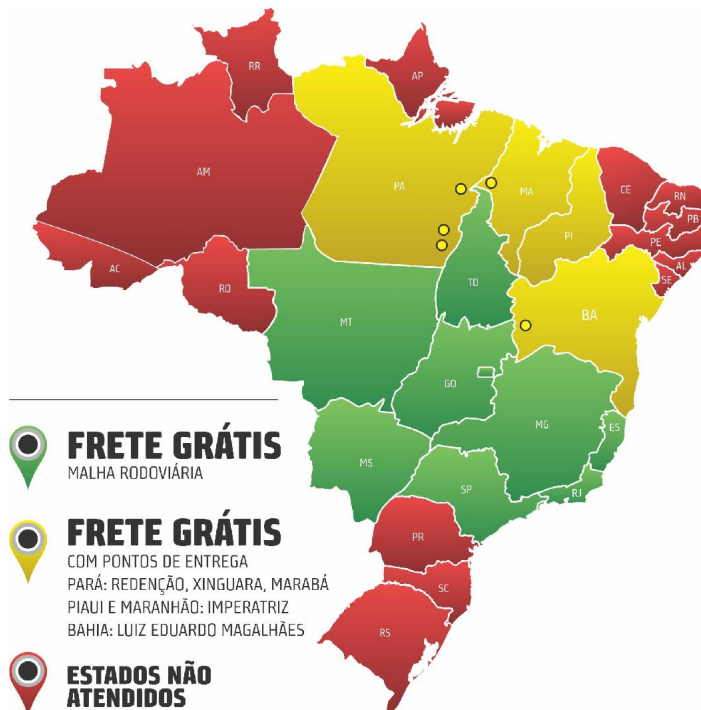 RR
AP
AM
PA
MA
CE
RN
PB
PI
PE
AL
SE
AC
RO
TO
BA
MT
GO
MG
ES
MS
SP
RJ
PR
SC
RS
FRETE GRÁTIS
MALHA RODOVIÁRIA
FRETE GRÁTIS
COM PONTOS DE ENTREGA
PARÁ: REDENÇÃO, XINGUARA, MARABÁ
PIAUI E MARANHÃO: IMPERATRIZ
BAHIA: LUIZ EDUARDO MAGALHÃES
ESTADOS NÃO
ATENDIDOS